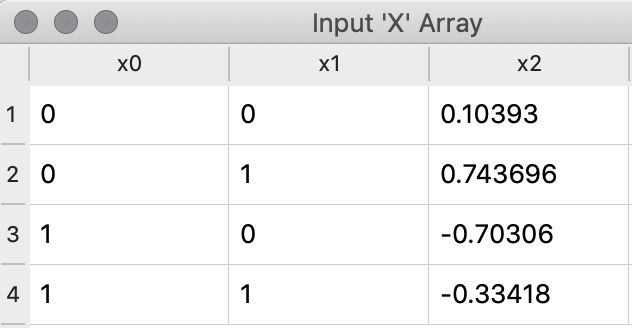 Input 'X' Array
x0 x1 x2
1 0 0 0.10393
2 0 1 0.743696
3 1 0 -0.70306
4 1 1 -0.33418